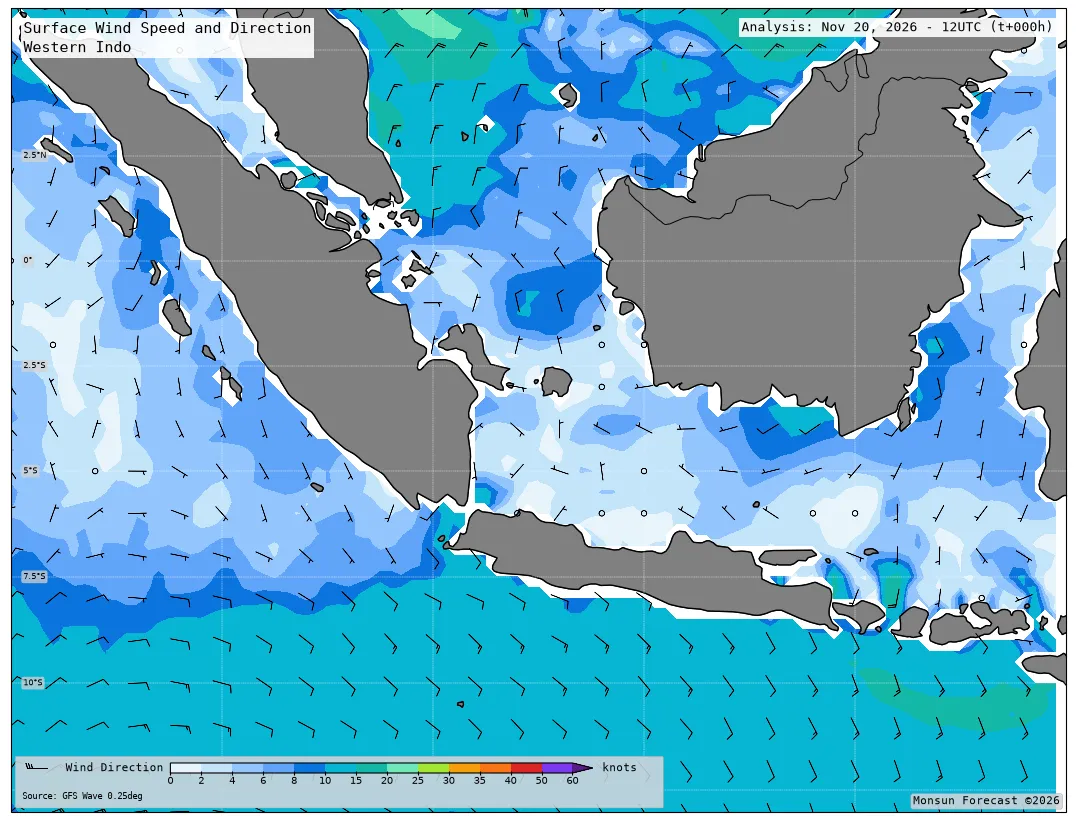 Surface Wind Speed and Direction
Western Indo
Analysis: Nov 20, 2026 - 12UTC (t+000h)
2.5°N
0°
2.5°S
5°S
7.5°S
10°S
Wind Direction
0 2 4 6 8 10 15 20 25 30 35 40 50 60
knots
Source: GFS Wave 0.25deg
Monsun Forecast ©2026